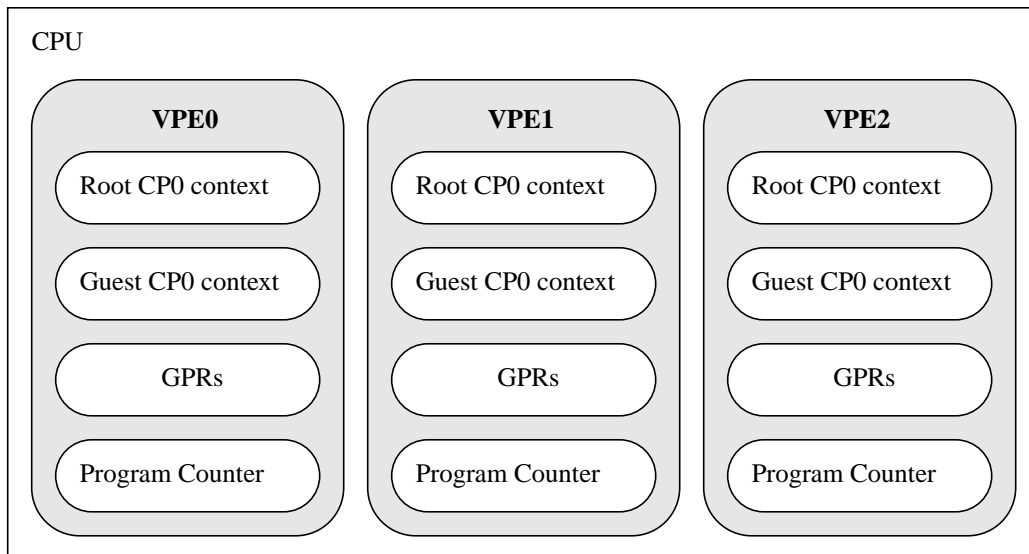 CPU
VPE0
Root CP0 context
Guest CP0 context
GPRs
Program Counter
VPE1
Root CP0 context
Guest CP0 context
GPRs
Program Counter
VPE2
Root CP0 context
Guest CP0 context
GPRs
Program Counter